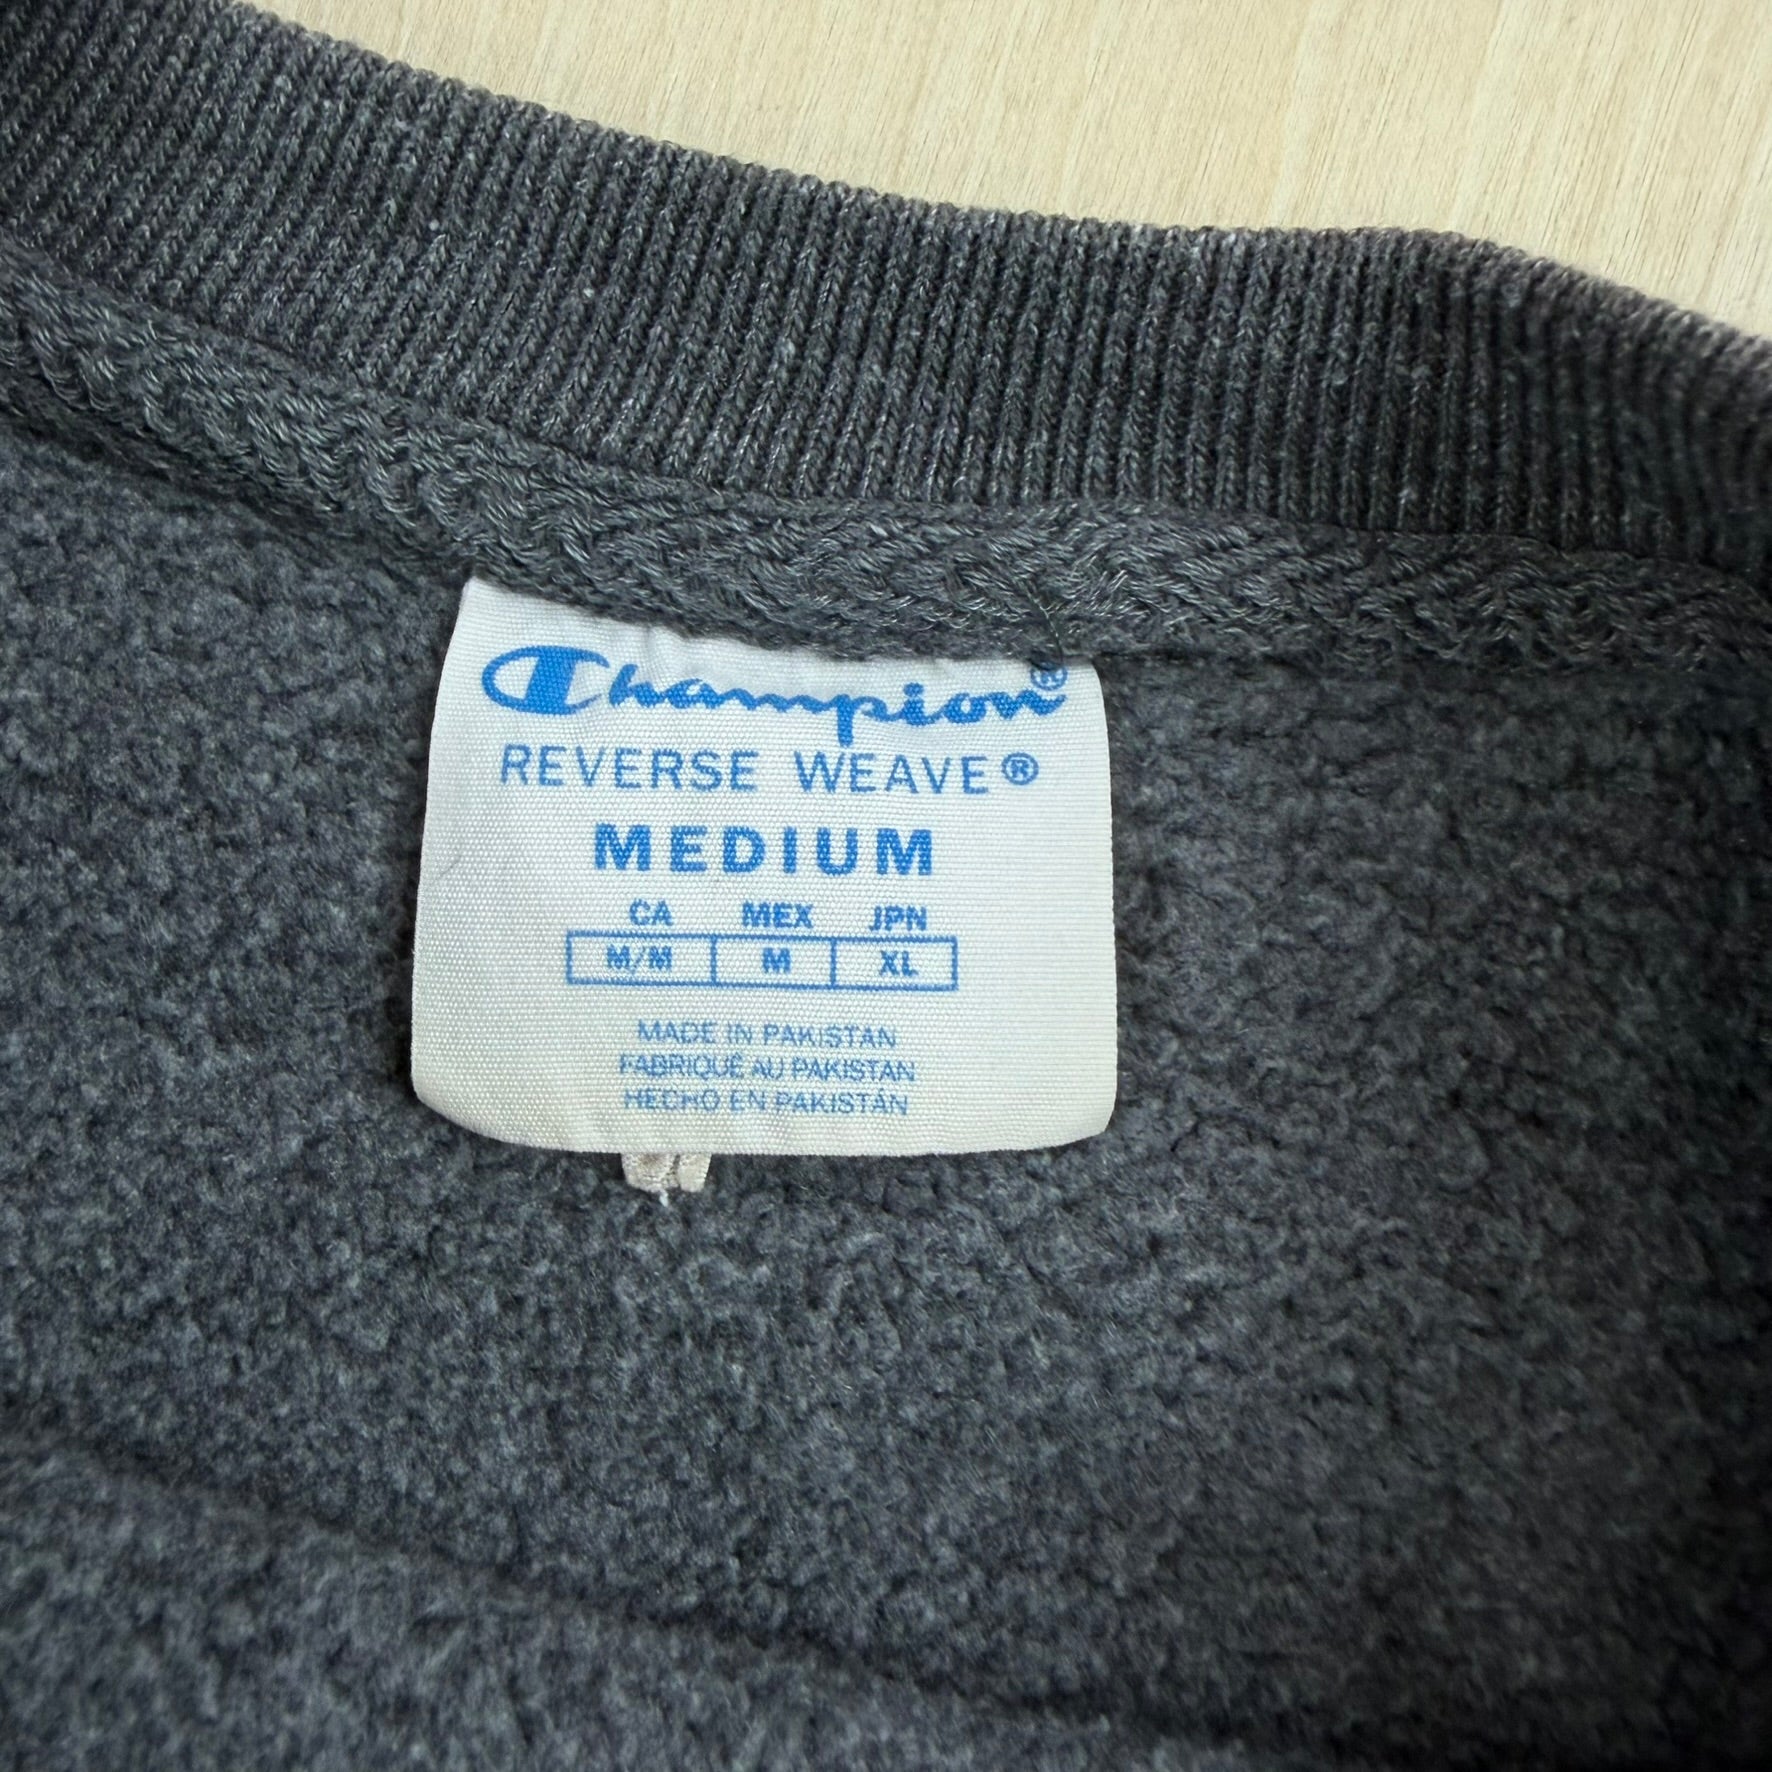 Champion®
REVERSE WEAVE®
MEDIUM
CA MEX JPN
M/M M XL
MADE IN PAKISTAN
FABRIQUÉ AU PAKISTAN
HECHO EN PAKISTÁN